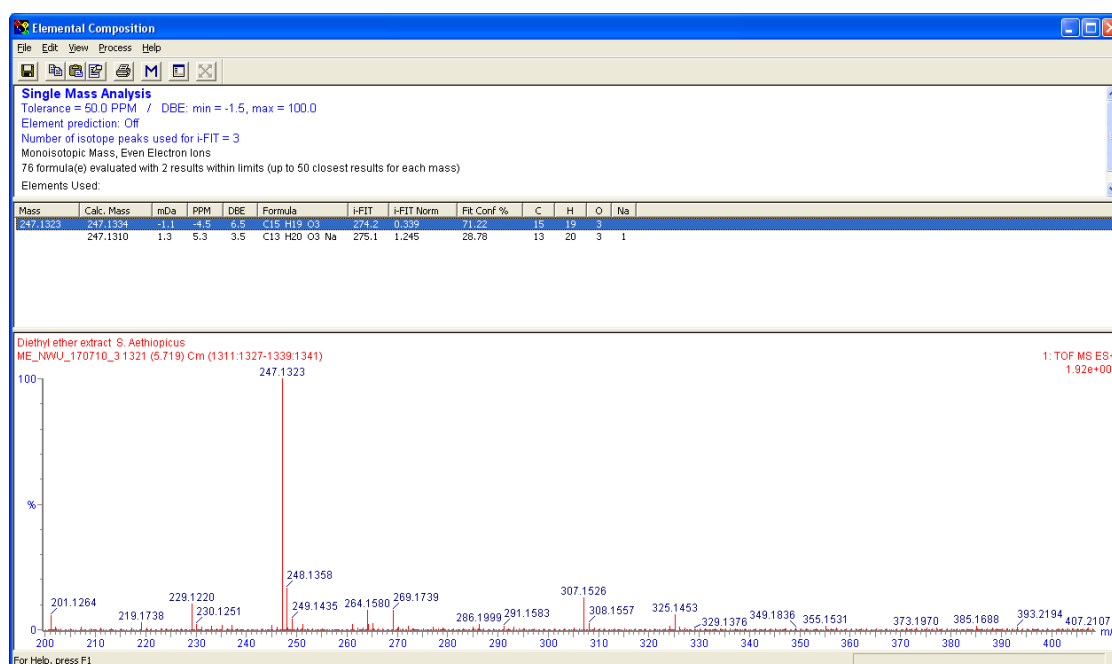 Elemental Composition
File Edit View Process Help
Single Mass Analysis
Tolerance = 50.0 PPM / DBE: min = -1.5, max = 100.0
Element prediction: Off
Number of isotope peaks used for i-FIT = 3
Monoisotopic Mass, Even Electron Ions
76 formula(e) evaluated with 2 results within limits (up to 50 closest results for each mass)
Elements Used:
Mass Calc. Mass mDa PPM DBE Formula i-FIT i-FIT Norm Fit Conf % C H O Na
247.1323 247.1334 -1.1 -4.5 6.5 C15 H19 O3 274.2 0.339 71.22 15 19 3
247.1310 1.3 5.3 3.5 C13 H20 O3 Na 275.1 1.245 28.78 13 20 3 1
Diethyl ether extract S. Aethiopicus
ME_NWU_170710_3 1321 (5.719) Cm (1311:1327-1339:1341)
1: TOF MS ES+
1.92e+00
100
%
0
247.1323
248.1358
249.1435
201.1264
219.1738
229.1220
230.1251
264.1580
269.1739
286.1999
291.1583
307.1526
308.1557
325.1453
329.1376
349.1836
355.1531
373.1970
385.1688
393.2194
407.2107
200 210 220 230 240 250 260 270 280 290 300 310 320 330 340 350 360 370 380 390 400
For Help, press F1